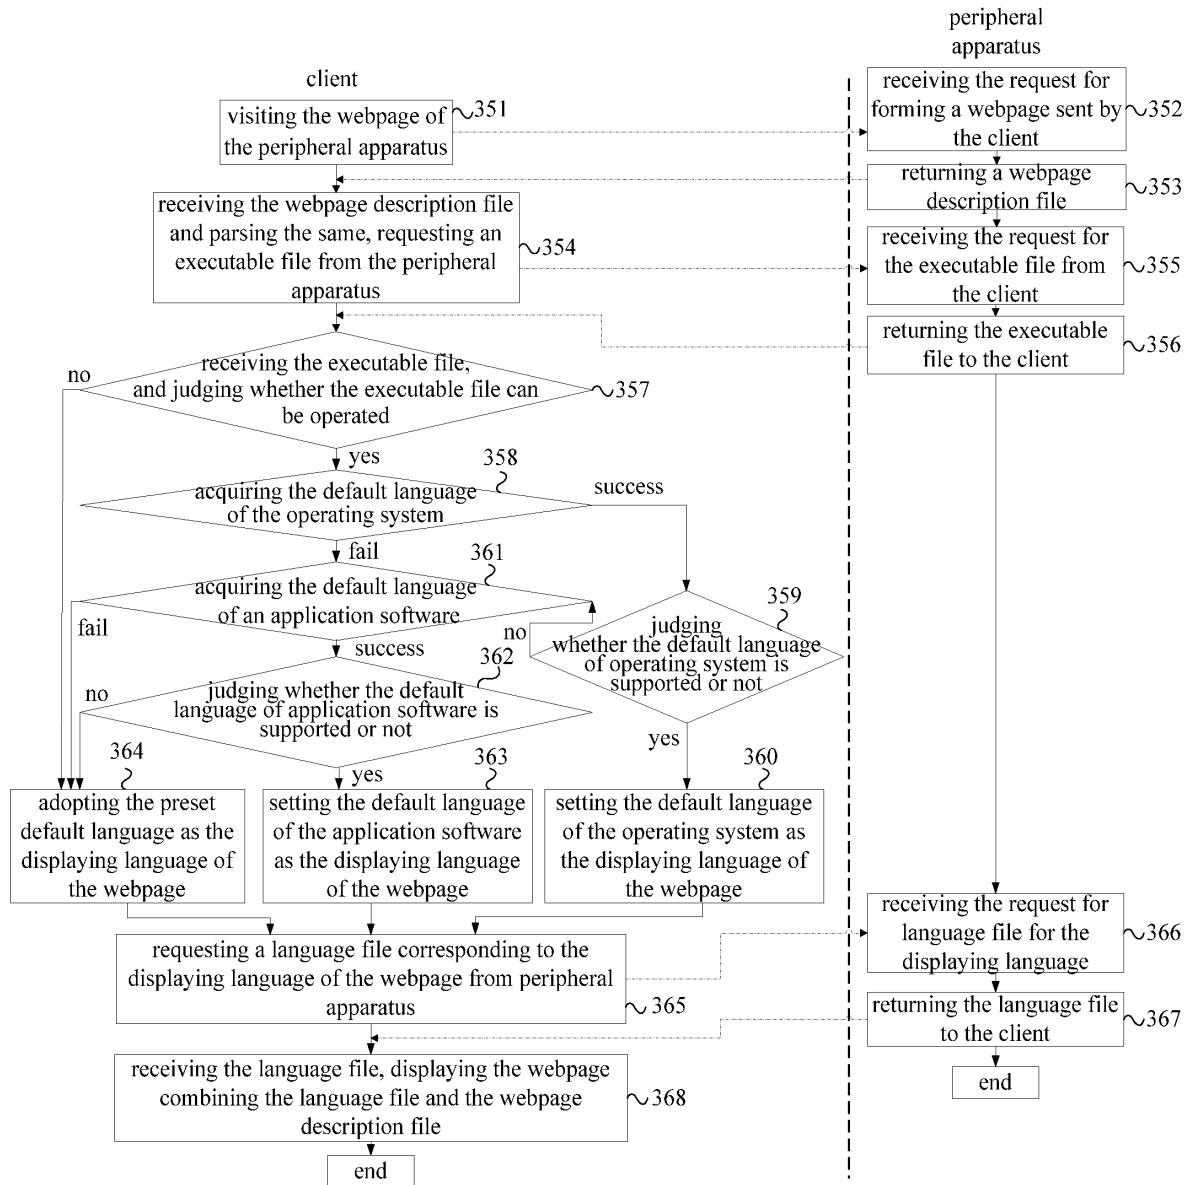 peripheral
apparatus
client
visiting the webpage of
the peripheral apparatus
351
receiving the request for
forming a webpage sent by
the client
352
returning a webpage
description file
353
receiving the webpage description file
and parsing the same, requesting an
executable file from the peripheral
apparatus
354
receiving the request for
the executable file from
the client
355
returning the executable
file to the client
356
receiving the executable file,
and judging whether the executable file can
be operated
357
no
yes
358
acquiring the default language
of the operating system
success
fail
361
acquiring the default language
of an application software
fail
success
359
judging
whether the default language
of operating system is
supported or not
no
yes
362
judging whether the default
language of application software is
supported or not
no
yes
364
adopting the preset
default language as the
displaying language of
the webpage
363
setting the default language
of the application software
as the displaying language
of the webpage
360
setting the default language
of the operating system as
the displaying language of
the webpage
requesting a language file corresponding to the
displaying language of the webpage from peripheral
apparatus
365
receiving the request for
language file for the
displaying language
366
returning the language file
to the client
367
end
receiving the language file, displaying the webpage
combining the language file and the webpage
description file
368
end